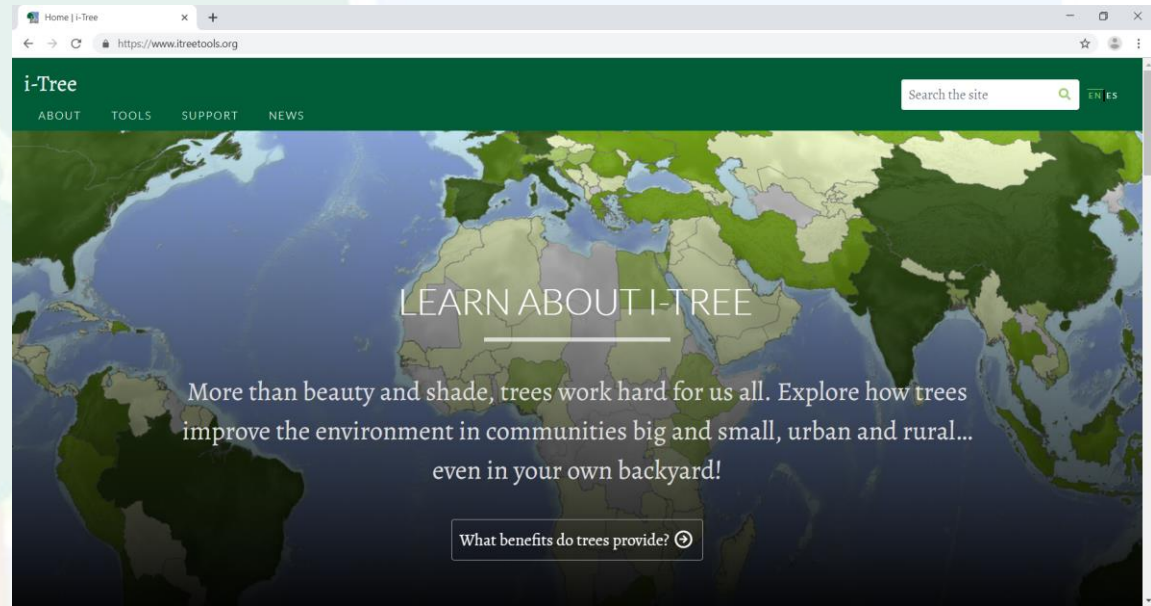 Home | i-Tree
https://www.itreetools.org
i-Tree
Search the site
EN ES
ABOUT TOOLS SUPPORT NEWS
LEARN ABOUT I-TREE
More than beauty and shade, trees work hard for us all. Explore how trees
improve the environment in communities big and small, urban and rural...
even in your own backyard!
What benefits do trees provide?